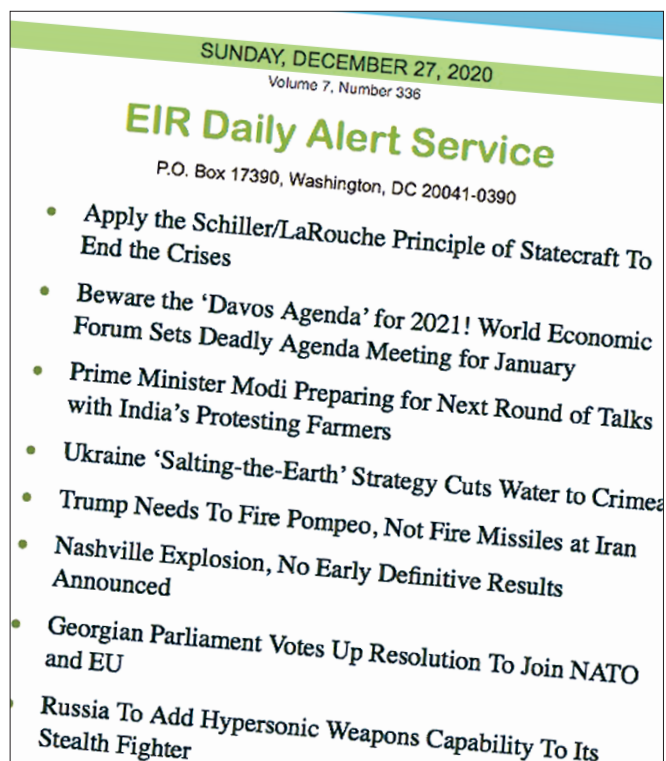 SUNDAY, DECEMBER 27, 2020
Volume 7, Number 336
EIR Daily Alert Service
P.O. Box 17390, Washington, DC 20041-0390
• Apply the Schiller/LaRouche Principle of Statecraft To
End the Crises
• Beware the ‘Davos Agenda’ for 2021! World Economic
Forum Sets Deadly Agenda Meeting for January
• Prime Minister Modi Preparing for Next Round of Talks
with India’s Protesting Farmers
• Ukraine ‘Salting-the-Earth’ Strategy Cuts Water to Crimea
• Trump Needs To Fire Pompeo, Not Fire Missiles at Iran
• Nashville Explosion, No Early Definitive Results
Announced
• Georgian Parliament Votes Up Resolution To Join NATO
and EU
• Russia To Add Hypersonic Weapons Capability To Its
Stealth Fighter